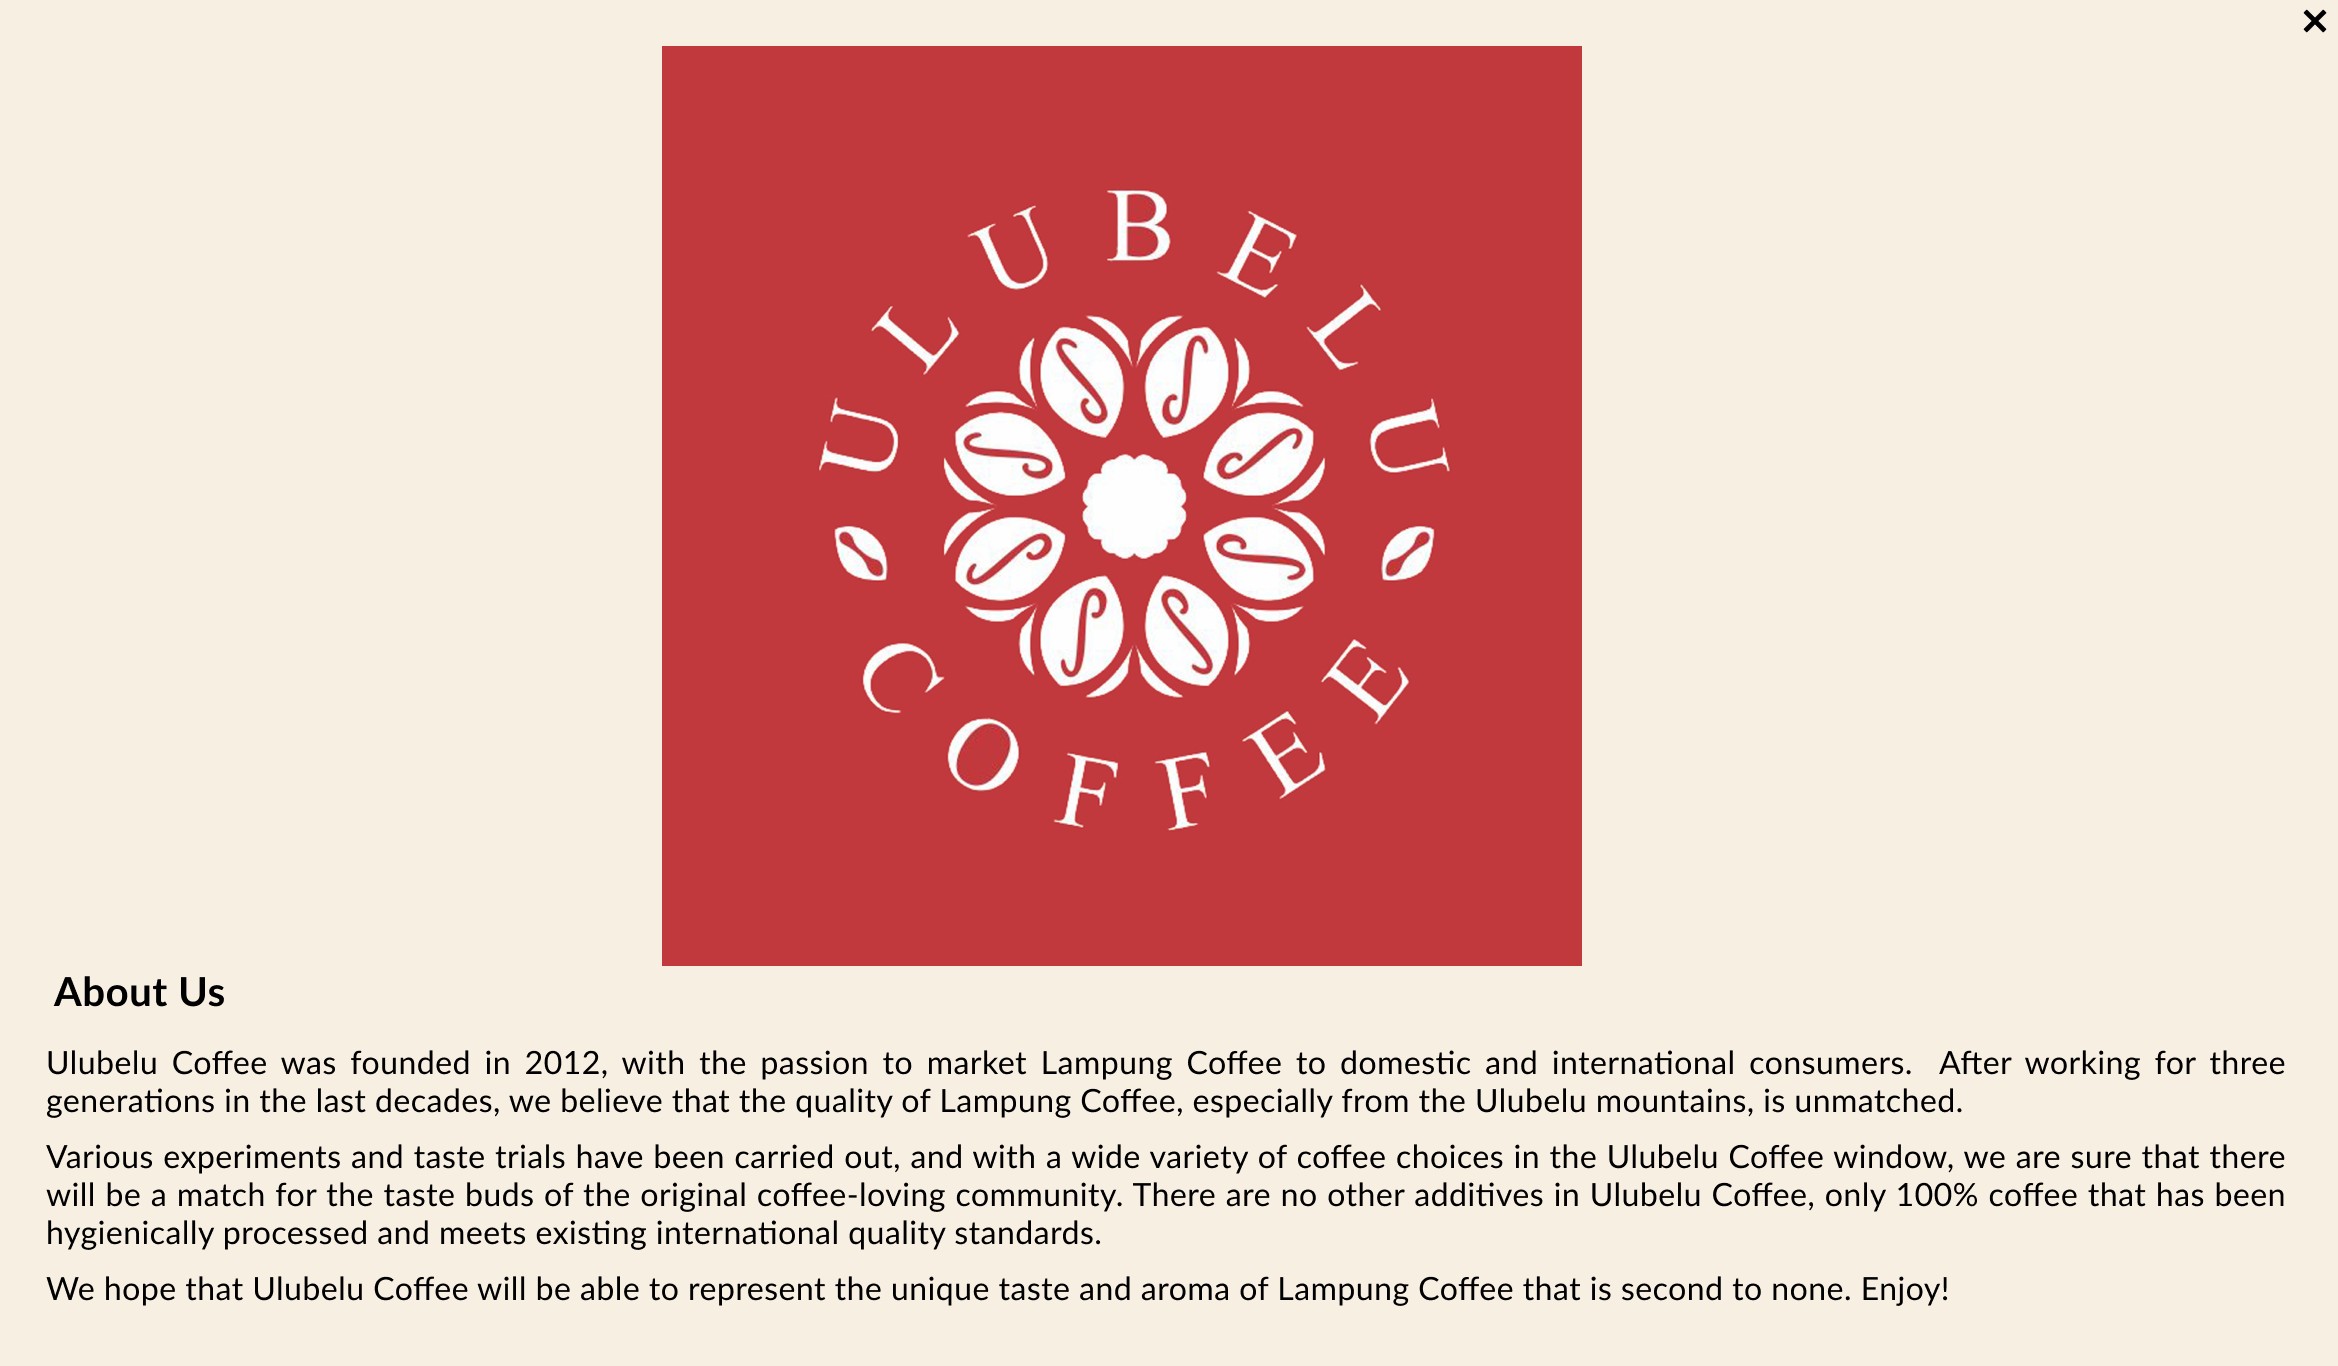 ULUBELU
COFFEE
About Us
Ulubelu Coffee was founded in 2012, with the passion to market Lampung Coffee to domestic and international consumers.  After working for three
generations in the last decades, we believe that the quality of Lampung Coffee, especially from the Ulubelu mountains, is unmatched.
Various experiments and taste trials have been carried out, and with a wide variety of coffee choices in the Ulubelu Coffee window, we are sure that there
will be a match for the taste buds of the original coffee-loving community. There are no other additives in Ulubelu Coffee, only 100% coffee that has been
hygienically processed and meets existing international quality standards.
We hope that Ulubelu Coffee will be able to represent the unique taste and aroma of Lampung Coffee that is second to none. Enjoy!